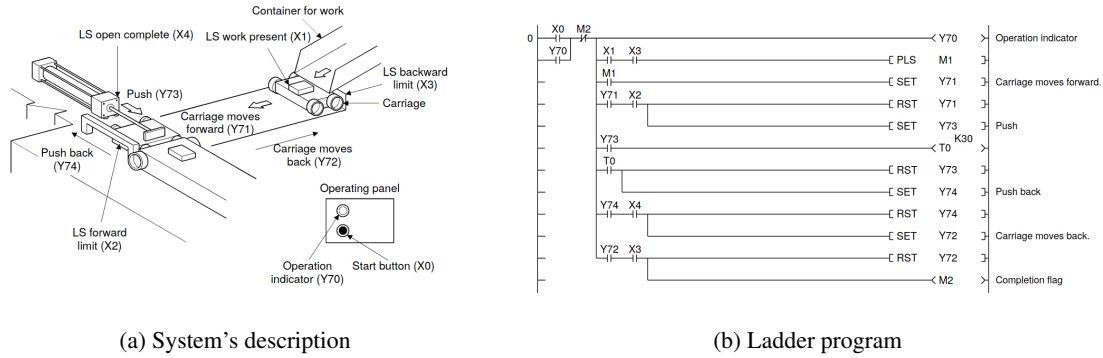 Container for work
LS open complete (X4)
LS work present (X1)
LS backward
limit (X3)
Carriage
Push (Y73)
Carriage moves
forward (Y71)
Carriage moves
back (Y72)
Push back
(Y74)
Operating panel
LS forward
limit (X2)
Operation
indicator (Y70)
Start button (X0)
(a) System's description
X0 M2
0 Y70 Operation indicator
Y70 X1 X3
PLS M1
M1
SET Y71 Carriage moves forward.
Y71 X2
RST Y71
SET Y73 Push
Y73 K30
T0
T0
RST Y73
SET Y74 Push back
Y74 X4
RST Y74
SET Y72 Carriage moves back.
Y72 X3
RST Y72
M2 Completion flag
(b) Ladder program